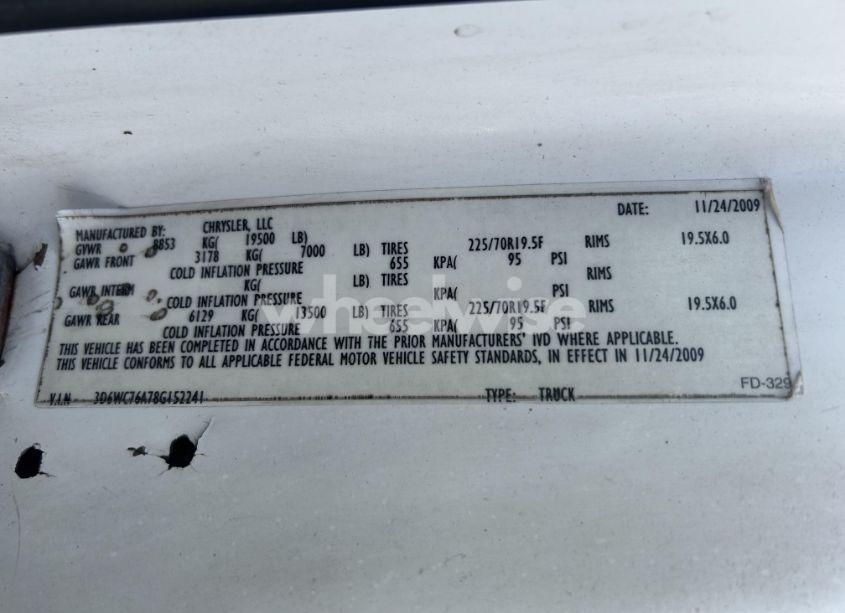 DATE: 11/24/2009
MANUFACTURED BY: CHRYSLER, LLC
GVWR 8853 KG( 19500 LB)
GAWR FRONT 3178 KG( 7000 LB) TIRES 225/70R19.5F RIMS 19.5X6.0
COLD INFLATION PRESSURE 655 KPA( 95 PSI
GAWR INTERM KG( LB) TIRES RIMS
COLD INFLATION PRESSURE KPA( PSI
GAWR REAR 6129 KG( 13500 LB) TIRES 225/70R19.5F RIMS 19.5X6.0
COLD INFLATION PRESSURE 655 KPA( 95 PSI
THIS VEHICLE HAS BEEN COMPLETED IN ACCORDANCE WITH THE PRIOR MANUFACTURERS' IVD WHERE APPLICABLE.
THIS VEHICLE CONFORMS TO ALL APPLICABLE FEDERAL MOTOR VEHICLE SAFETY STANDARDS, IN EFFECT IN 11/24/2009
FD-329
V.I.N 3D6WC76A78G152241 TYPE: TRUCK
wheelwise